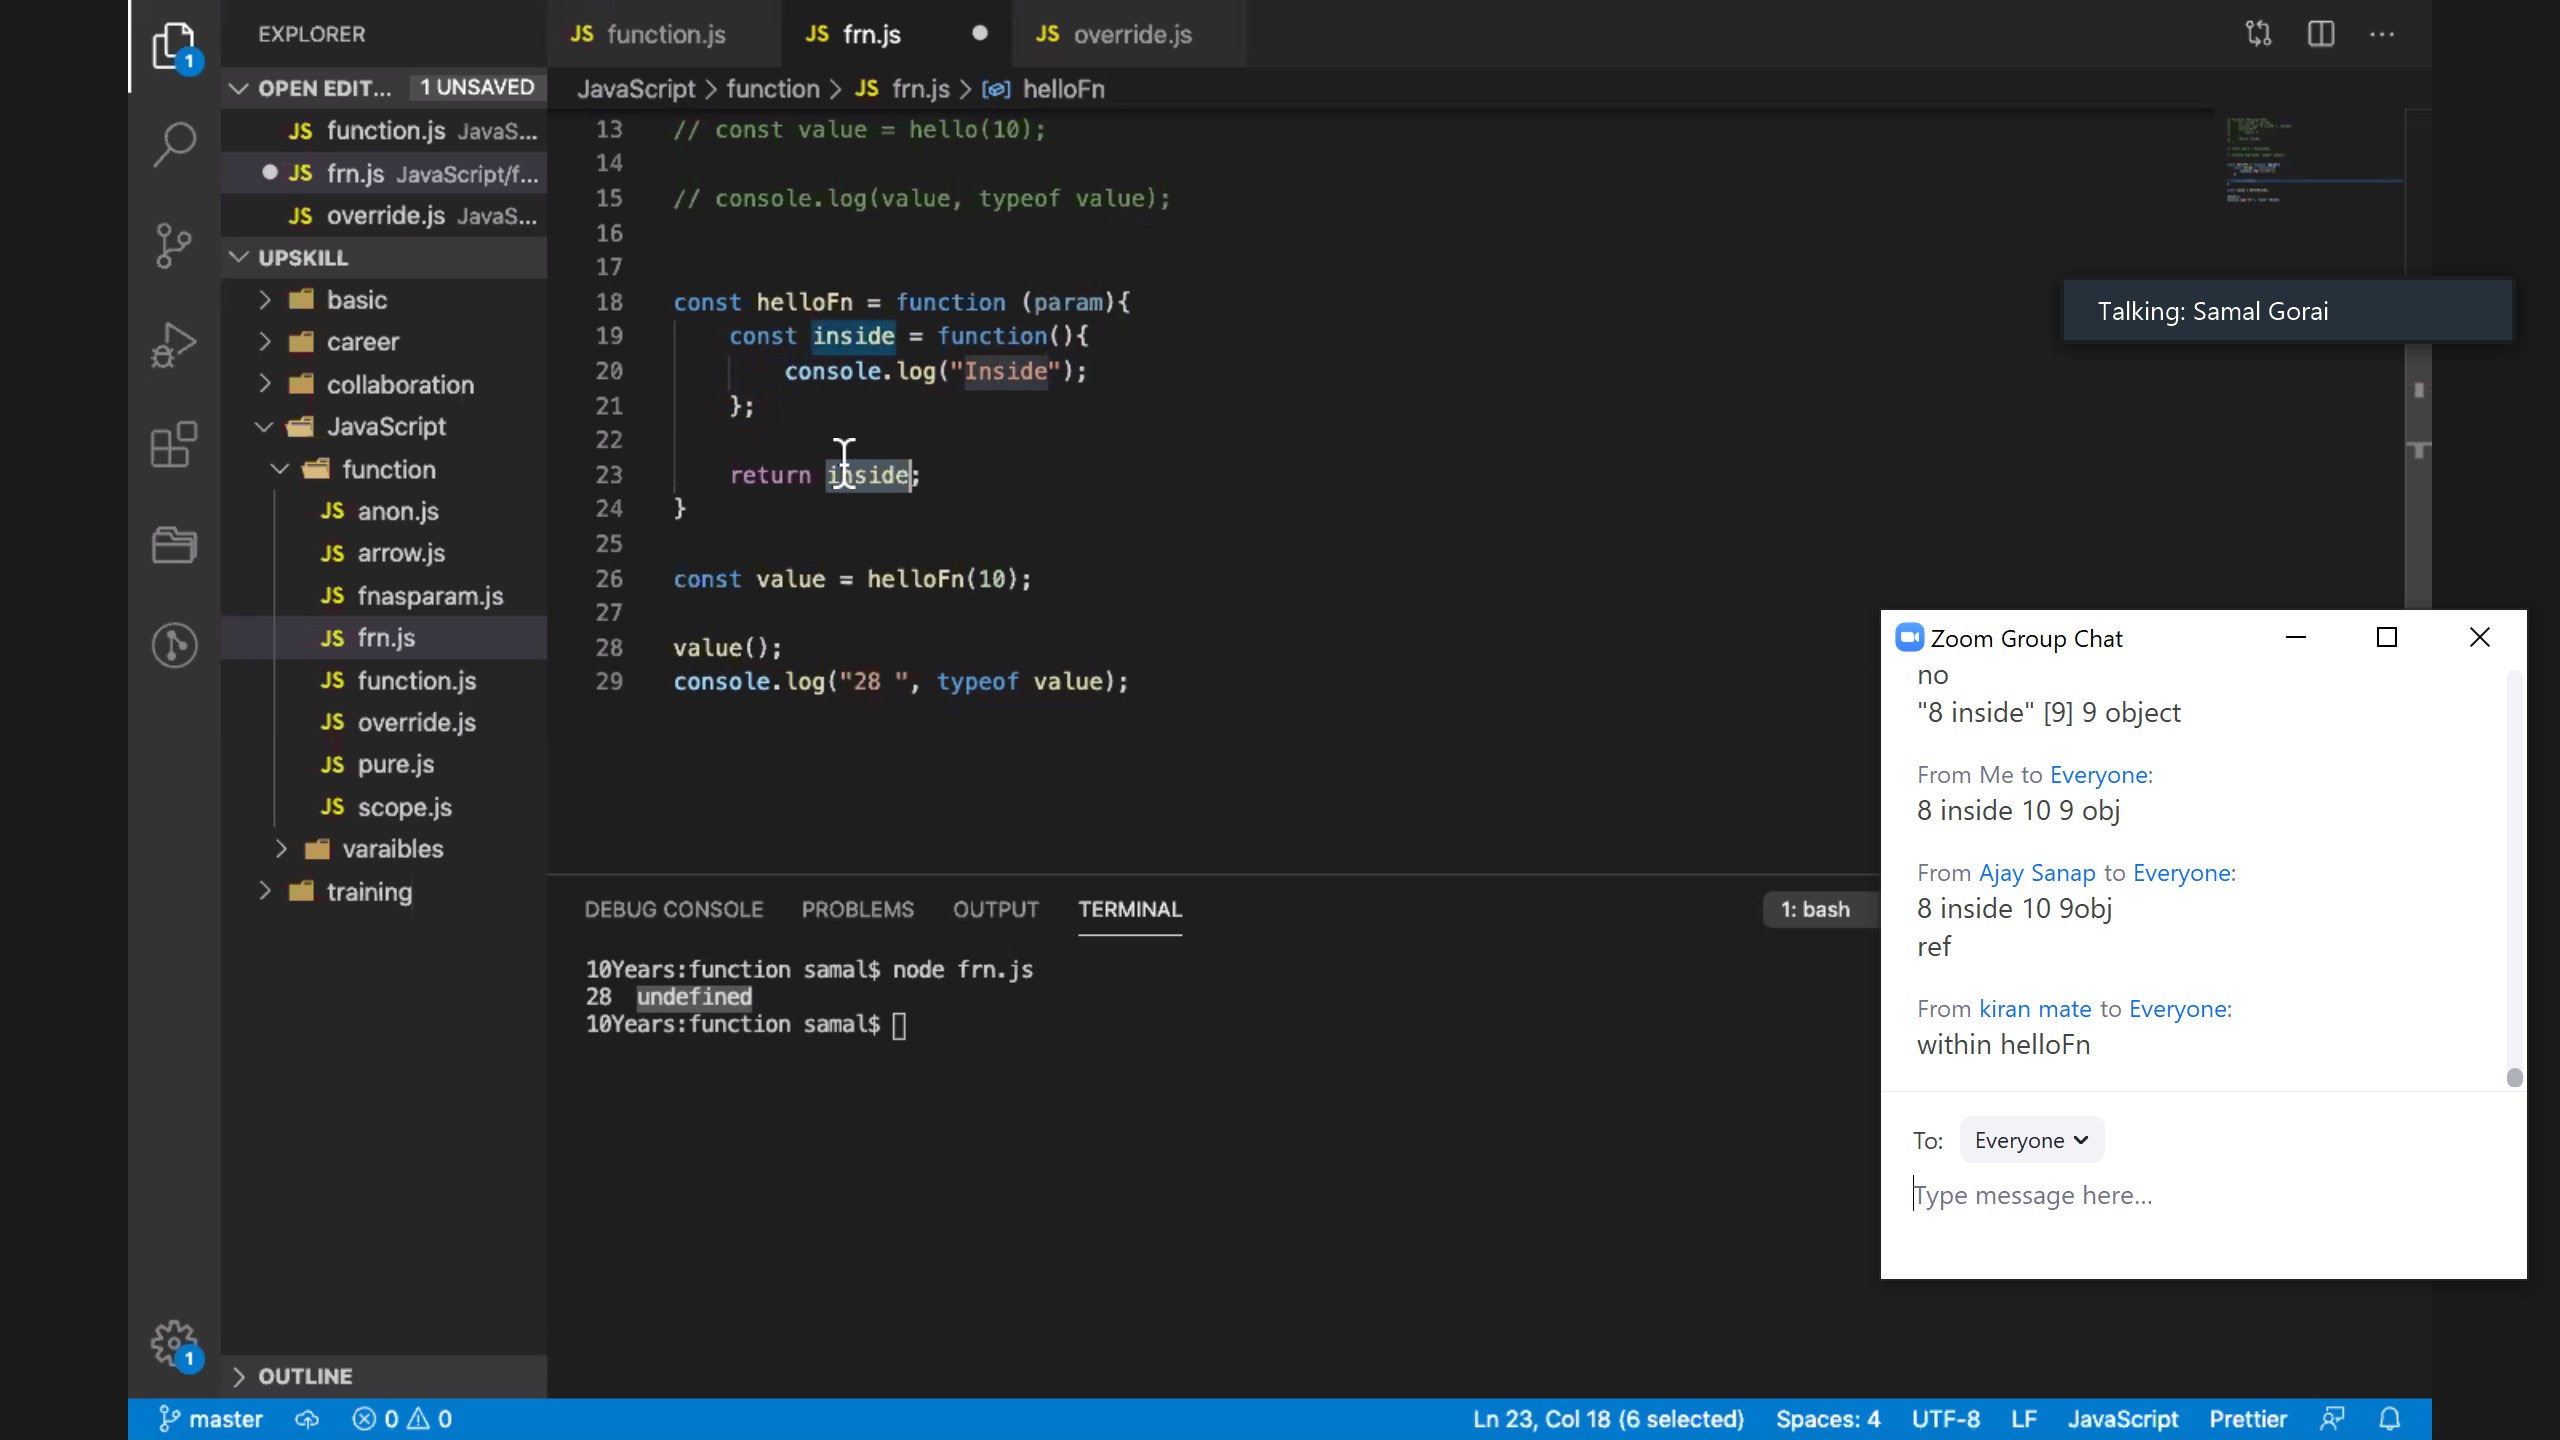 EXPLORER
JS function.js
JS frn.js
JS override.js
1
OPEN EDIT... 1 UNSAVED
JavaScript > function > JS frn.js > helloFn
JS function.js JavaS...
JS frn.js JavaScript/f...
JS override.js JavaS...
UPSKILL
basic
career
collaboration
JavaScript
function
JS anon.js
JS arrow.js
JS fnasparam.js
JS frn.js
JS function.js
JS override.js
JS pure.js
JS scope.js
varaibles
training
1
OUTLINE
13 // const value = hello(10);
14
15 // console.log(value, typeof value);
16
17
18 const helloFn = function (param){
19 const inside = function(){
20 console.log("Inside");
21 };
22
23 return inside;
24 }
25
26 const value = helloFn(10);
27
28 value();
29 console.log("28 ", typeof value);
Talking: Samal Gorai
DEBUG CONSOLE PROBLEMS OUTPUT TERMINAL
1: bash
10Years:function samal$ node frn.js
28 undefined
10Years:function samal$
Zoom Group Chat
no
"8 inside" [9] 9 object
From Me to Everyone:
8 inside 10 9 obj
From Ajay Sanap to Everyone:
8 inside 10 9obj
ref
From kiran mate to Everyone:
within helloFn
To: Everyone
Type message here...
master 0 0
Ln 23, Col 18 (6 selected) Spaces: 4 UTF-8 LF JavaScript Prettier